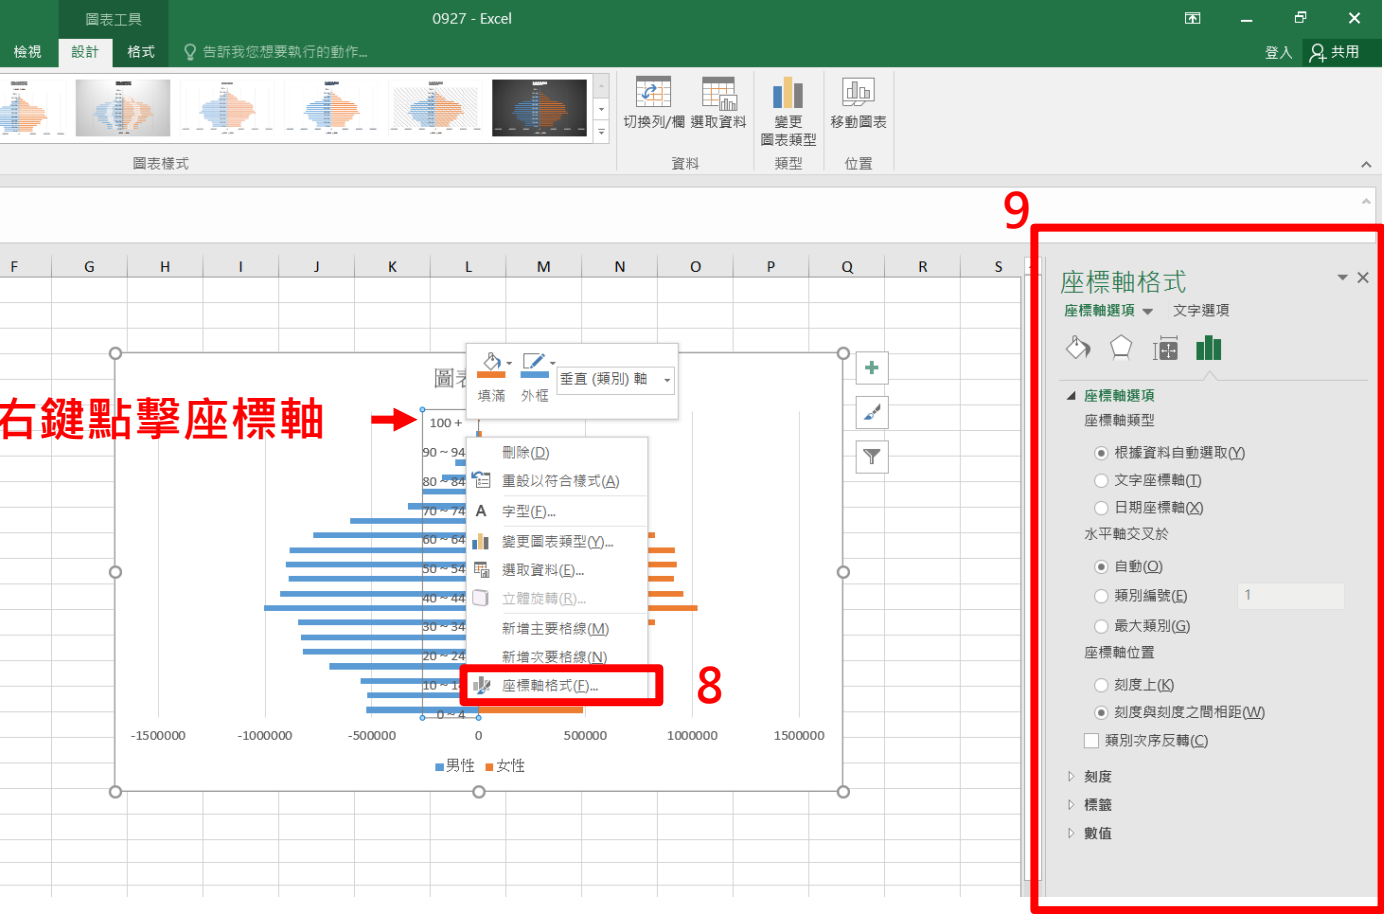 圖表工具
0927 - Excel
檢視
設計
格式
告訴我您想要執行的動作...
登入
共用
切換列/欄
選取資料
變更
圖表類型
移動圖表
圖表樣式
資料
類型
位置
9
F G H I J K L M N O P Q R S
座標軸格式
座標軸選項
文字選項
圖表
填滿
外框
垂直 (類別) 軸
右鍵點擊座標軸
100 +
90 ~ 94
80 ~ 84
70 ~ 74
60 ~ 64
50 ~ 54
40 ~ 44
30 ~ 34
20 ~ 24
10 ~ 14
0 ~ 4
刪除(D)
重設以符合樣式(A)
A 字型(F)...
變更圖表類型(Y)...
選取資料(E)...
立體旋轉(R)...
新增主要格線(M)
新增次要格線(N)
座標軸格式(F)...
8
-1500000 -1000000 -500000 0 500000 1000000 1500000
男性 女性
座標軸選項
座標軸類型
根據資料自動選取(Y)
文字座標軸(T)
日期座標軸(X)
水平軸交叉於
自動(O)
類別編號(E) 1
最大類別(G)
座標軸位置
刻度上(K)
刻度與刻度之間相距(W)
類別次序反轉(C)
刻度
標籤
數值